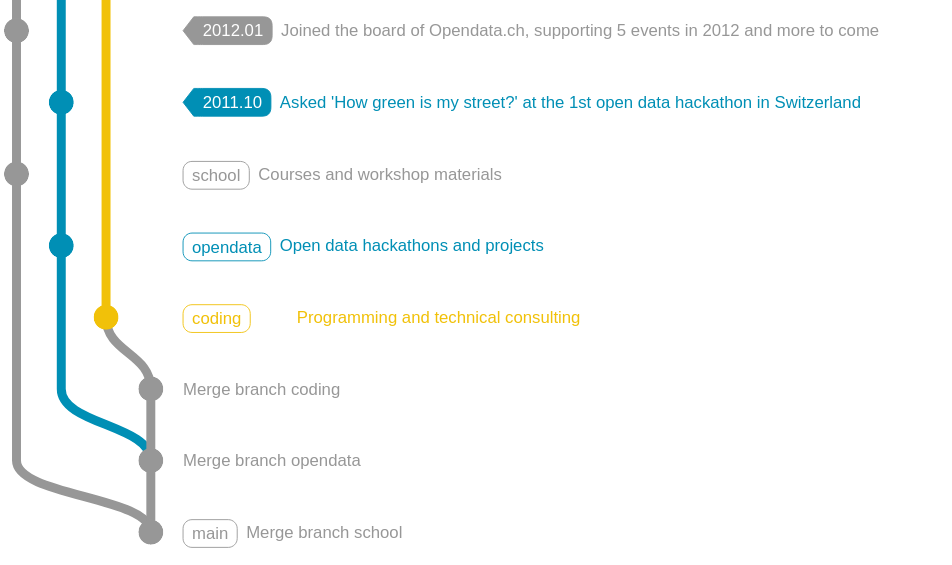 2012.01 Joined the board of Opendata.ch, supporting 5 events in 2012 and more to come
2011.10 Asked 'How green is my street?' at the 1st open data hackathon in Switzerland
school Courses and workshop materials
opendata Open data hackathons and projects
coding Programming and technical consulting
Merge branch coding
Merge branch opendata
main Merge branch school